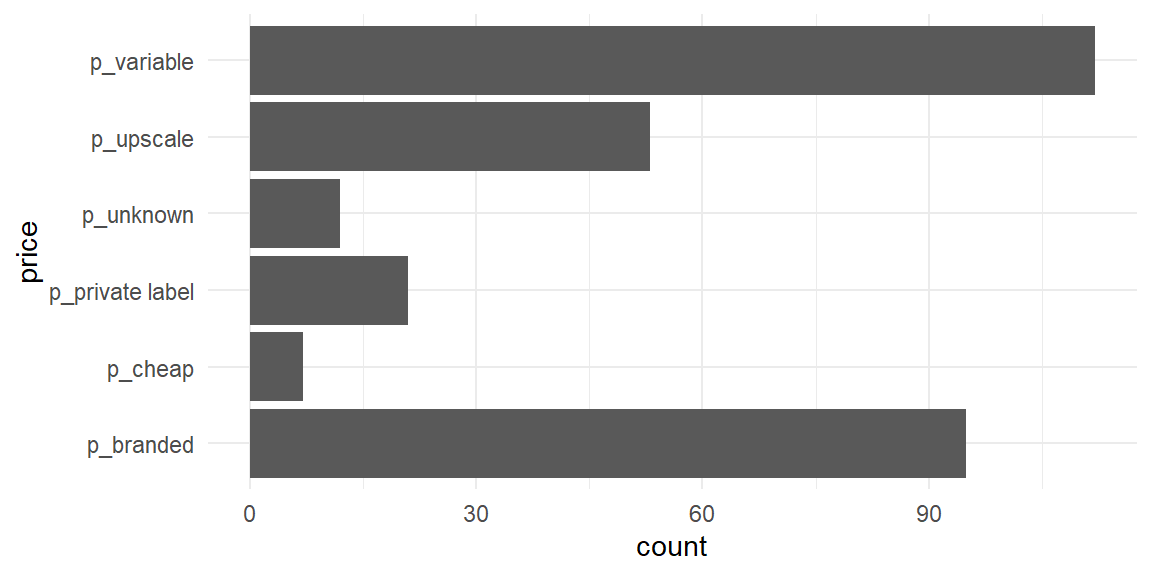 p_variable
p_upscale
p_unknown
p_private label
p_cheap
p_branded
price
0 30 60 90
count